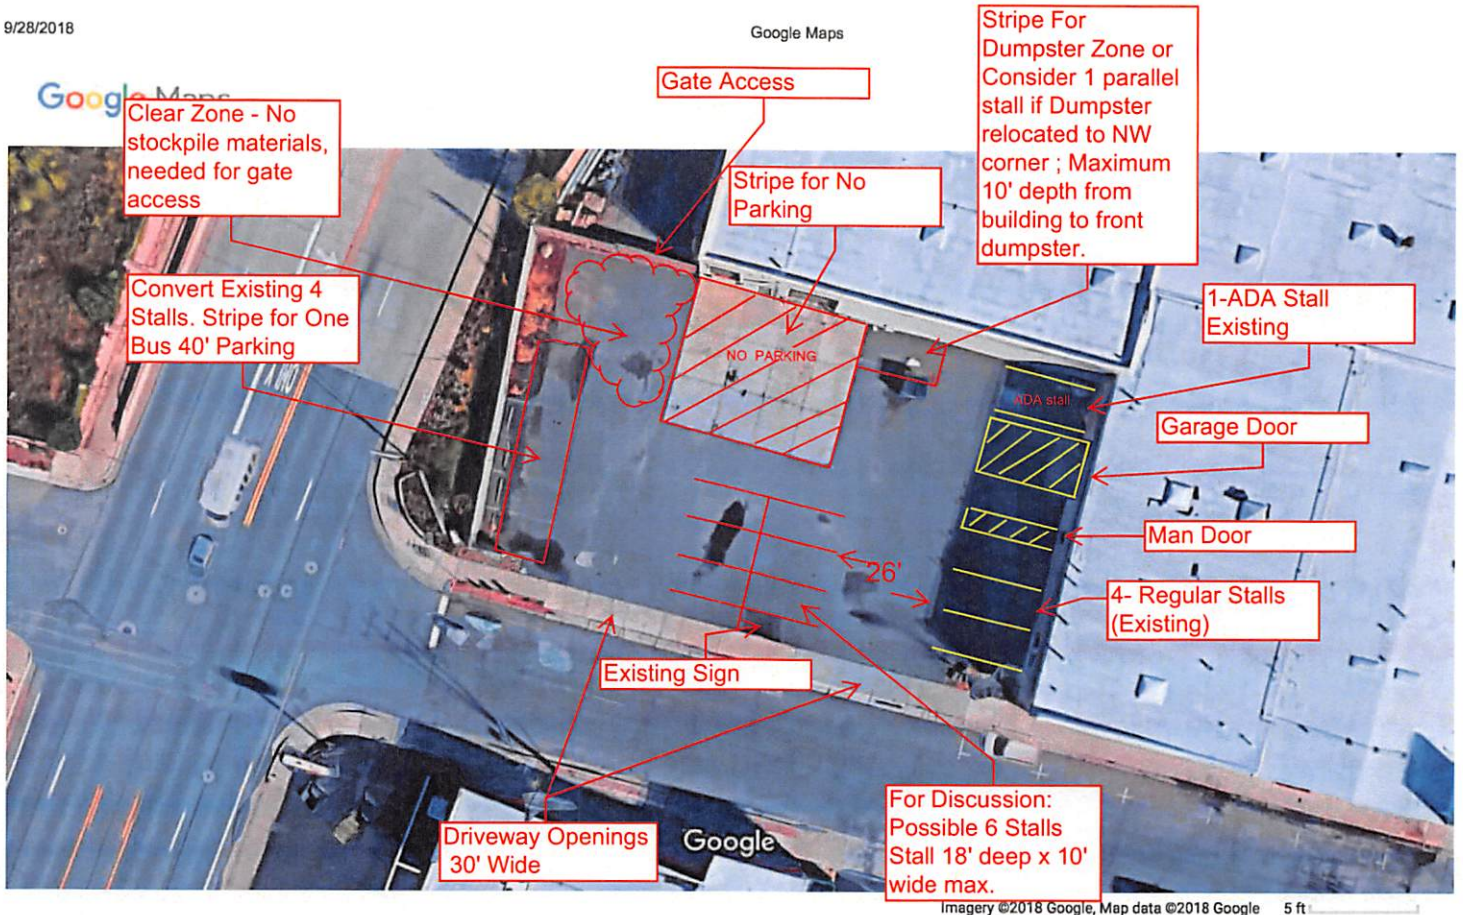 9/28/2018
Google Maps
Google Maps
Clear Zone - No
stockpile materials,
needed for gate
access
Gate Access
Stripe For
Dumpster Zone or
Consider 1 parallel
stall if Dumpster
relocated to NW
corner ; Maximum
10' depth from
building to front
dumpster.
Stripe for No
Parking
Convert Existing 4
Stalls. Stripe for One
Bus 40' Parking
1-ADA Stall
Existing
NO PARKING
ADA stall
Garage Door
Man Door
26'
4- Regular Stalls
(Existing)
Existing Sign
For Discussion:
Possible 6 Stalls
Stall 18' deep x 10'
wide max.
Driveway Openings
30' Wide
Google
Imagery ©2018 Google, Map data ©2018 Google 5 ft